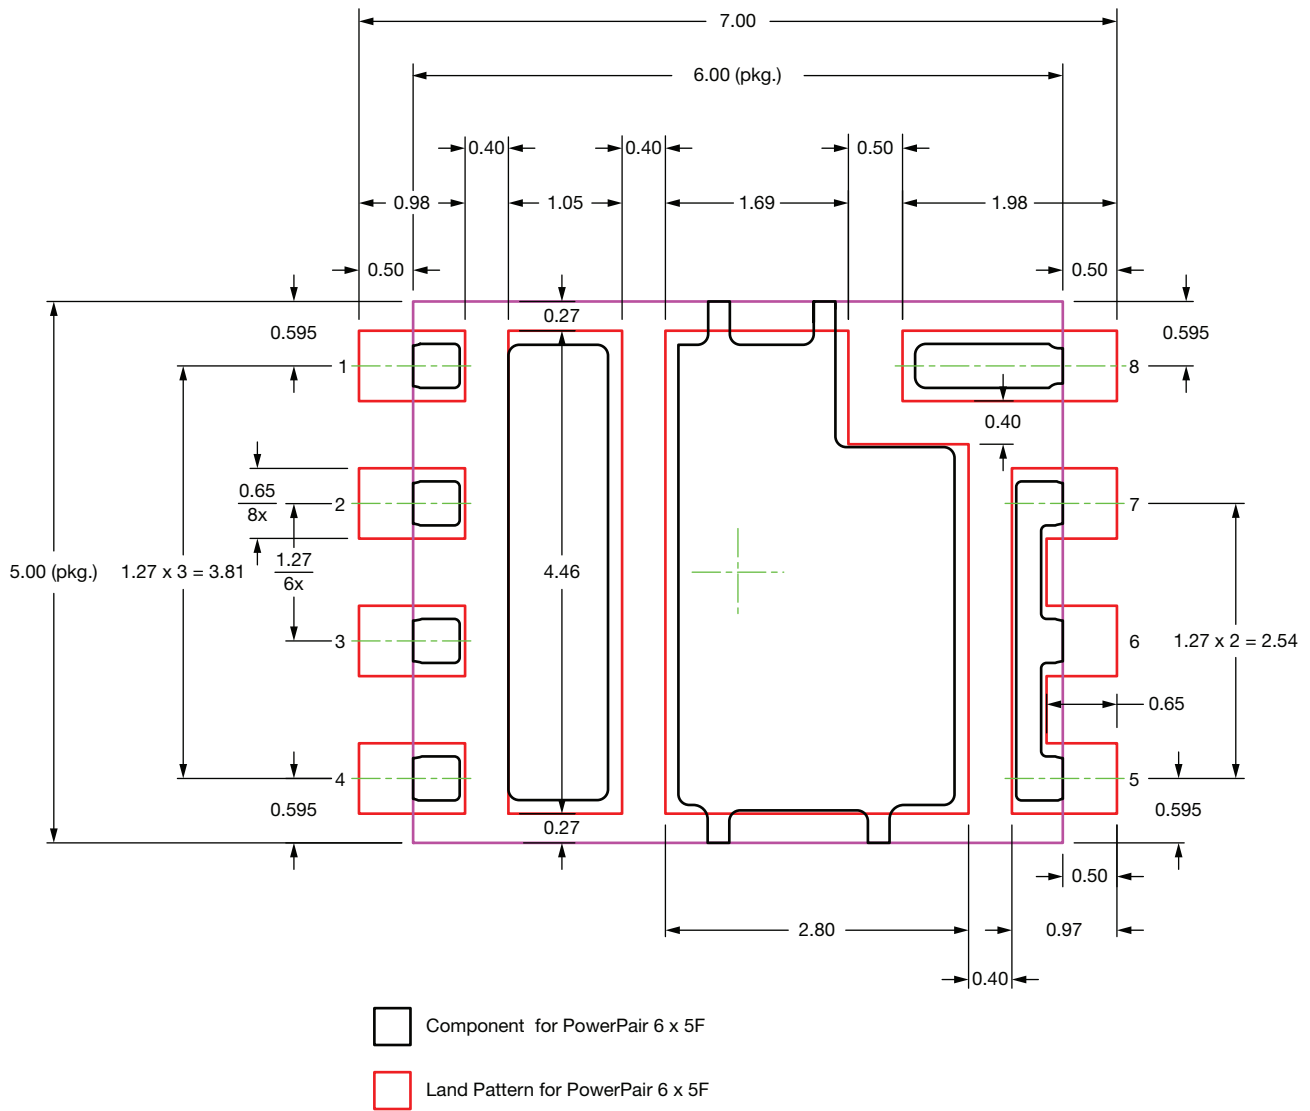 7.00
6.00 (pkg.)
0.40 0.40 0.50
0.98 1.05 1.69 1.98
0.50 0.50
0.27
0.595 0.595
1 8
0.40
0.65
8x
2 7
1.27
6x
5.00 (pkg.) 1.27 x 3 = 3.81 4.46
3 6 1.27 x 2 = 2.54
0.65
4 5
0.595 0.595
0.27
0.50
2.80 0.97
0.40
Component for PowerPair 6 x 5F
Land Pattern for PowerPair 6 x 5F